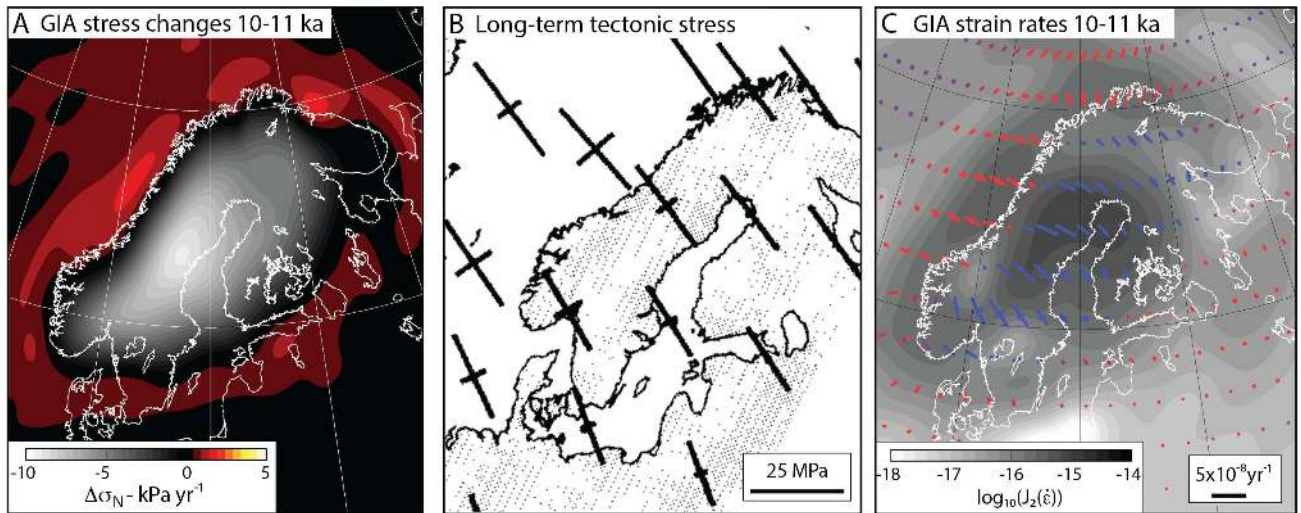 A GIA stress changes 10-11 ka
B Long-term tectonic stress
C GIA strain rates 10-11 ka
-10 -5 0 5
Δσ_N - kPa yr⁻¹
25 MPa
-18 -17 -16 -15 -14
log₁₀(J₂(ε̇))
5x10⁻⁸yr⁻¹